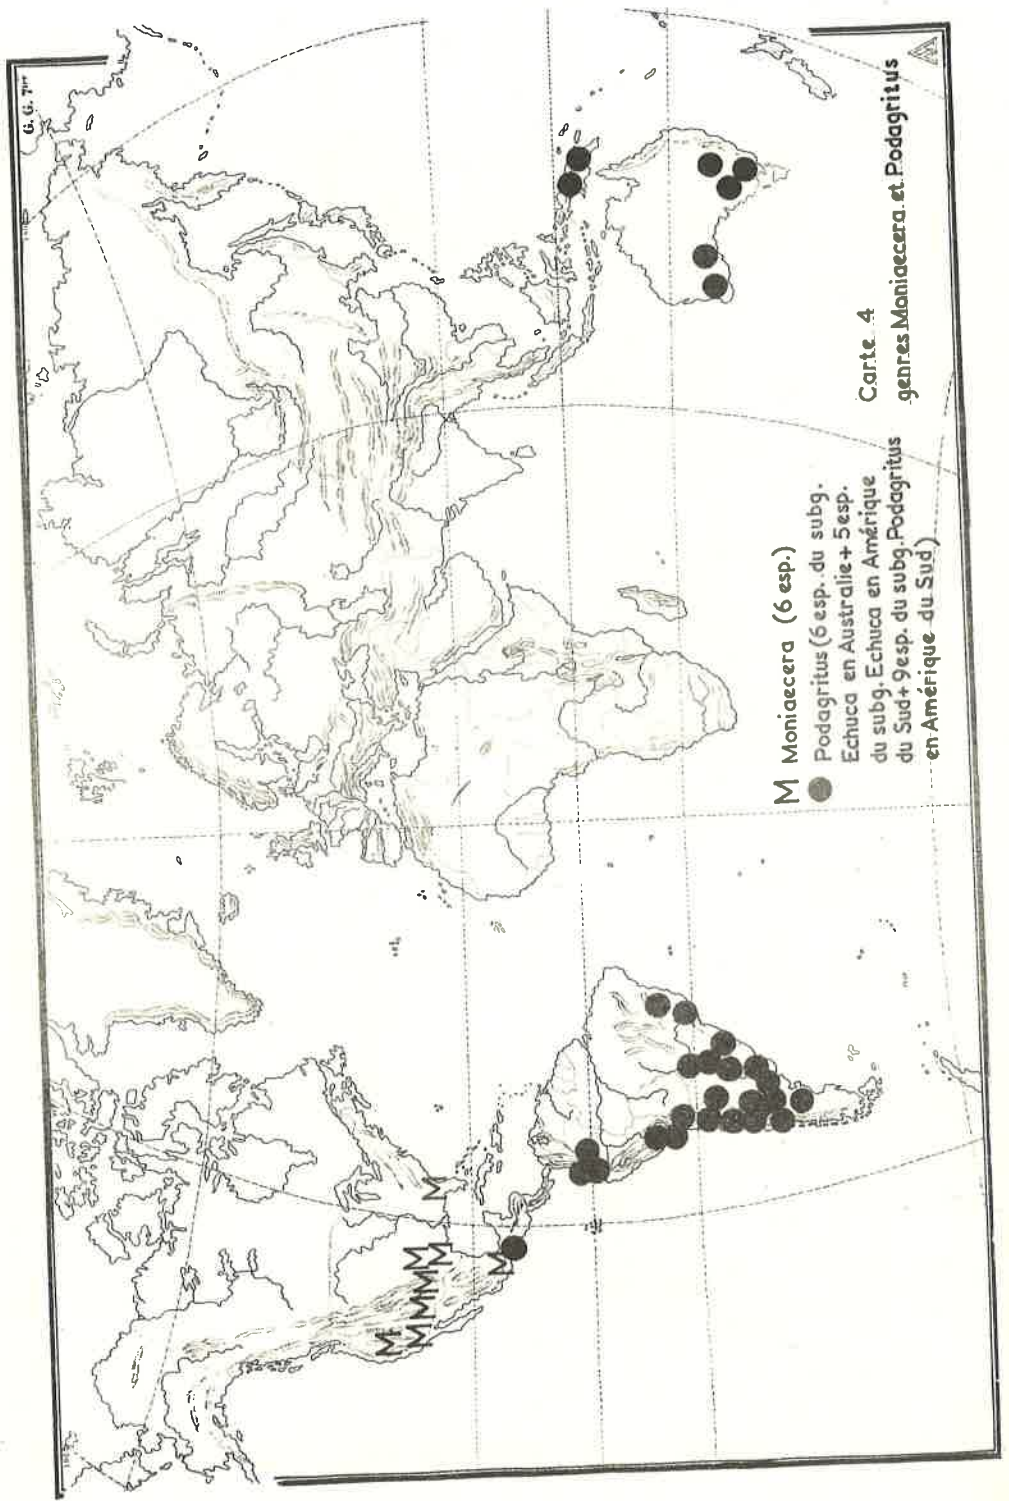 G. G. 7bre
M Moniaecera (6 esp.)
Podagritus (6 esp. du subg.
Echuca en Australie + 5 esp.
du subg. Echuca en Amérique
du Sud + 9 esp. du subg. Podagritus
en Amérique du Sud)
Carte 4
genres Moniaecera et Podagritus
M
M
M
M
M
M
M
M